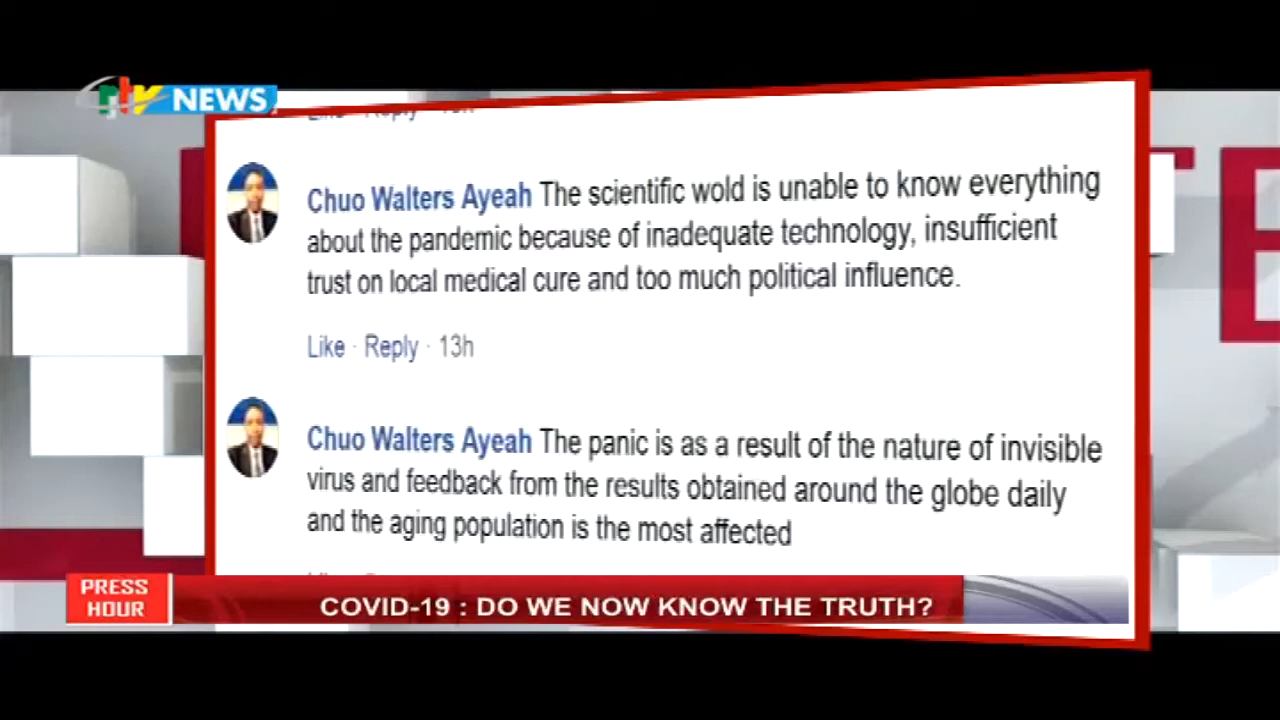 NEWS
Chuo Walters Ayeah The scientific wold is unable to know everything
about the pandemic because of inadequate technology, insufficient
trust on local medical cure and too much political influence.
Like · Reply · 13h
Chuo Walters Ayeah The panic is as a result of the nature of invisible
virus and feedback from the results obtained around the globe daily
and the aging population is the most affected
PRESS
HOUR
COVID-19 : DO WE NOW KNOW THE TRUTH?